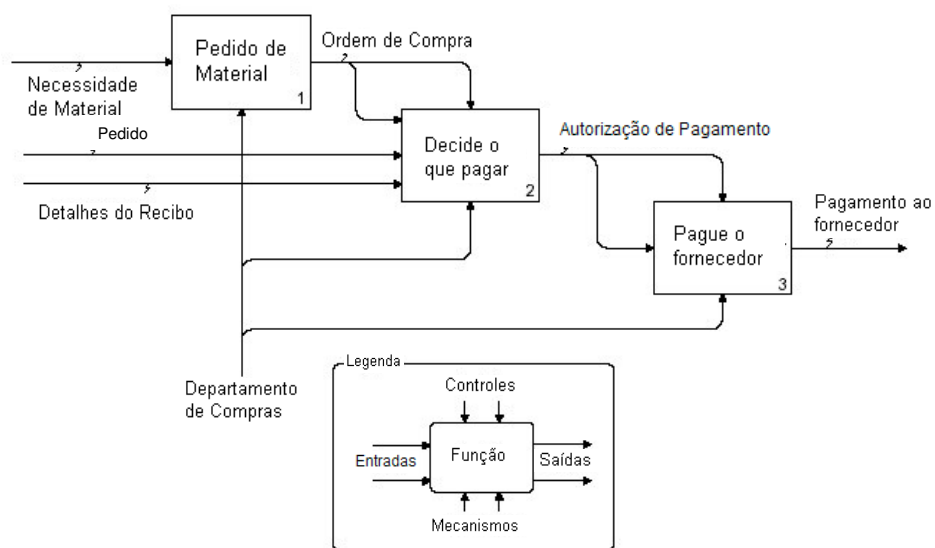 Pedido de
Material
1
Ordem de Compra
Necessidade
de Material
Pedido
Detalhes do Recibo
Decide o
que pagar
2
Autorização de Pagamento
Pague o
fornecedor
3
Pagamento ao
fornecedor
Departamento
de Compras
Legenda
Controles
Entradas
Função
Saídas
Mecanismos